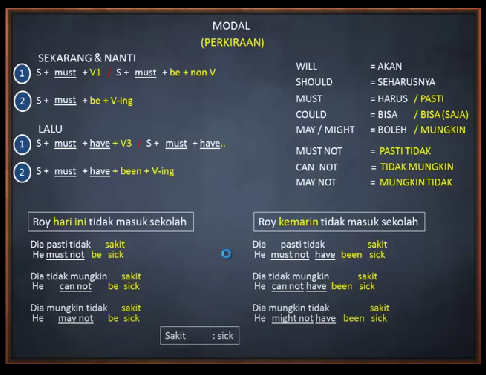 MODAL
(PERKIRAAN)
SEKARANG & NANTI
1 S + must + V1 S + must + be + non V
2 S + must + be + V-ing
LALU
1 S + must + have + V3 S + must + have..
2 S + must + have + been + V-ing
WILL = AKAN
SHOULD = SEHARUSNYA
MUST = HARUS / PASTI
COULD = BISA / BISA (SAJA)
MAY / MIGHT = BOLEH / MUNGKIN
MUST NOT = PASTI TIDAK
CAN NOT = TIDAK MUNGKIN
MAY NOT = MUNGKIN TIDAK
Roy hari ini tidak masuk sekolah
Dia pasti tidak sakit
He must not be sick
Dia tidak mungkin sakit
He can not be sick
Dia mungkin tidak sakit
He may not be sick
Roy kemarin tidak masuk sekolah
Dia pasti tidak sakit
He must not have been sick
Dia tidak mungkin sakit
He can not have been sick
Dia mungkin tidak sakit
He might not have been sick
Sakit : sick